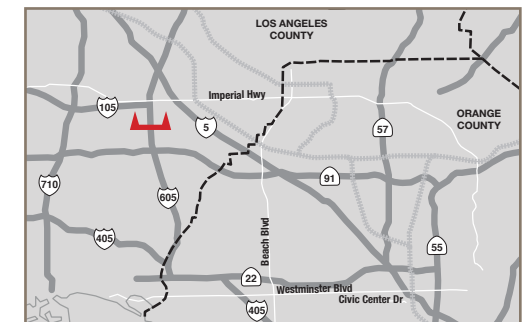 LOS ANGELES
COUNTY
Imperial Hwy
105
5
57
ORANGE
COUNTY
710
605
91
405
Beach Blvd
55
22
Westminster Blvd
Civic Center Dr
405